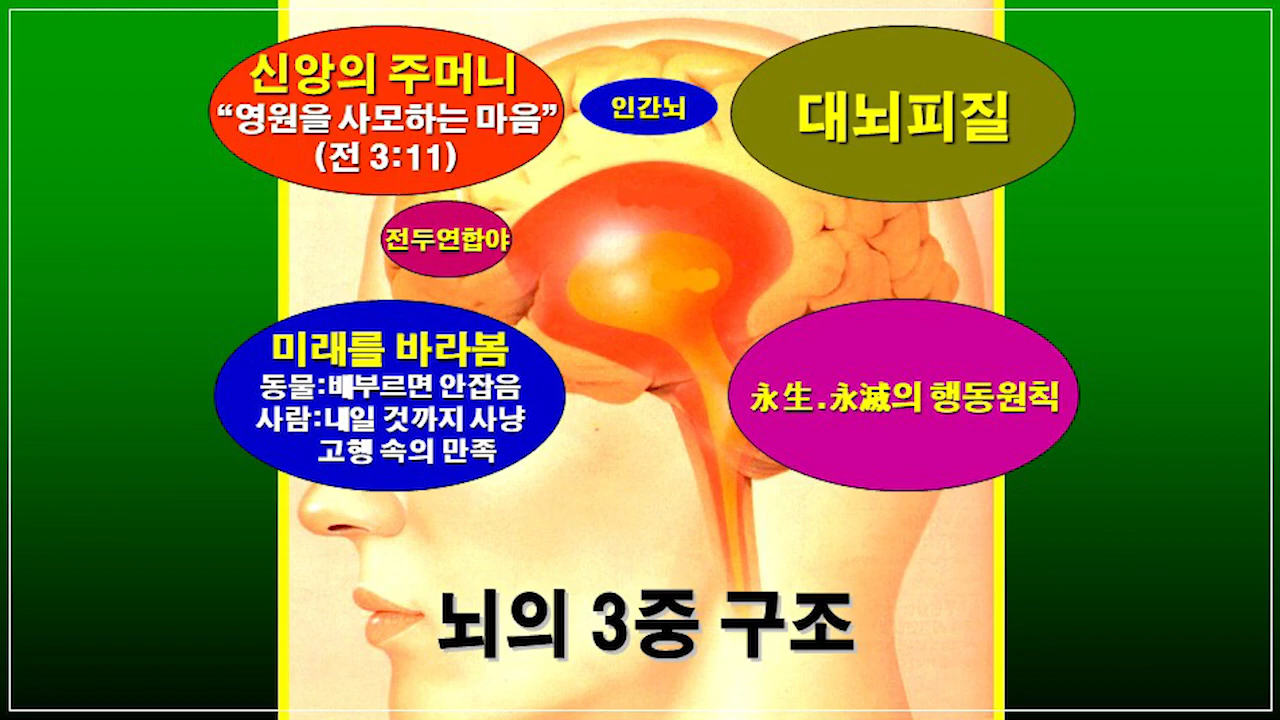 신앙의 주머니
“영원을 사모하는 마음”
(전 3:11)
인간뇌
대뇌피질
전두연합야
미래를 바라봄
동물:배부르면 안잡음
사람:내일 것까지 사냥
고행 속의 만족
永生.永滅의 행동원칙
뇌의 3중 구조